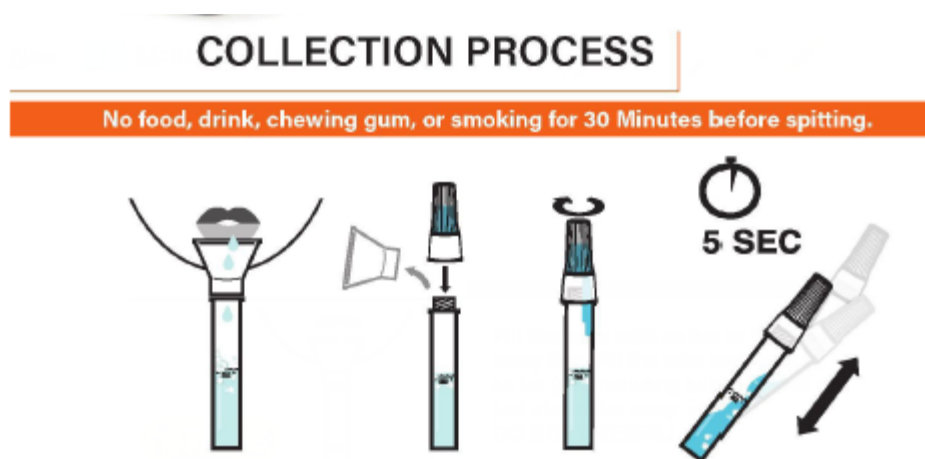 COLLECTION PROCESS
No food, drink, chewing gum, or smoking for 30 Minutes before spitting.
5 SEC